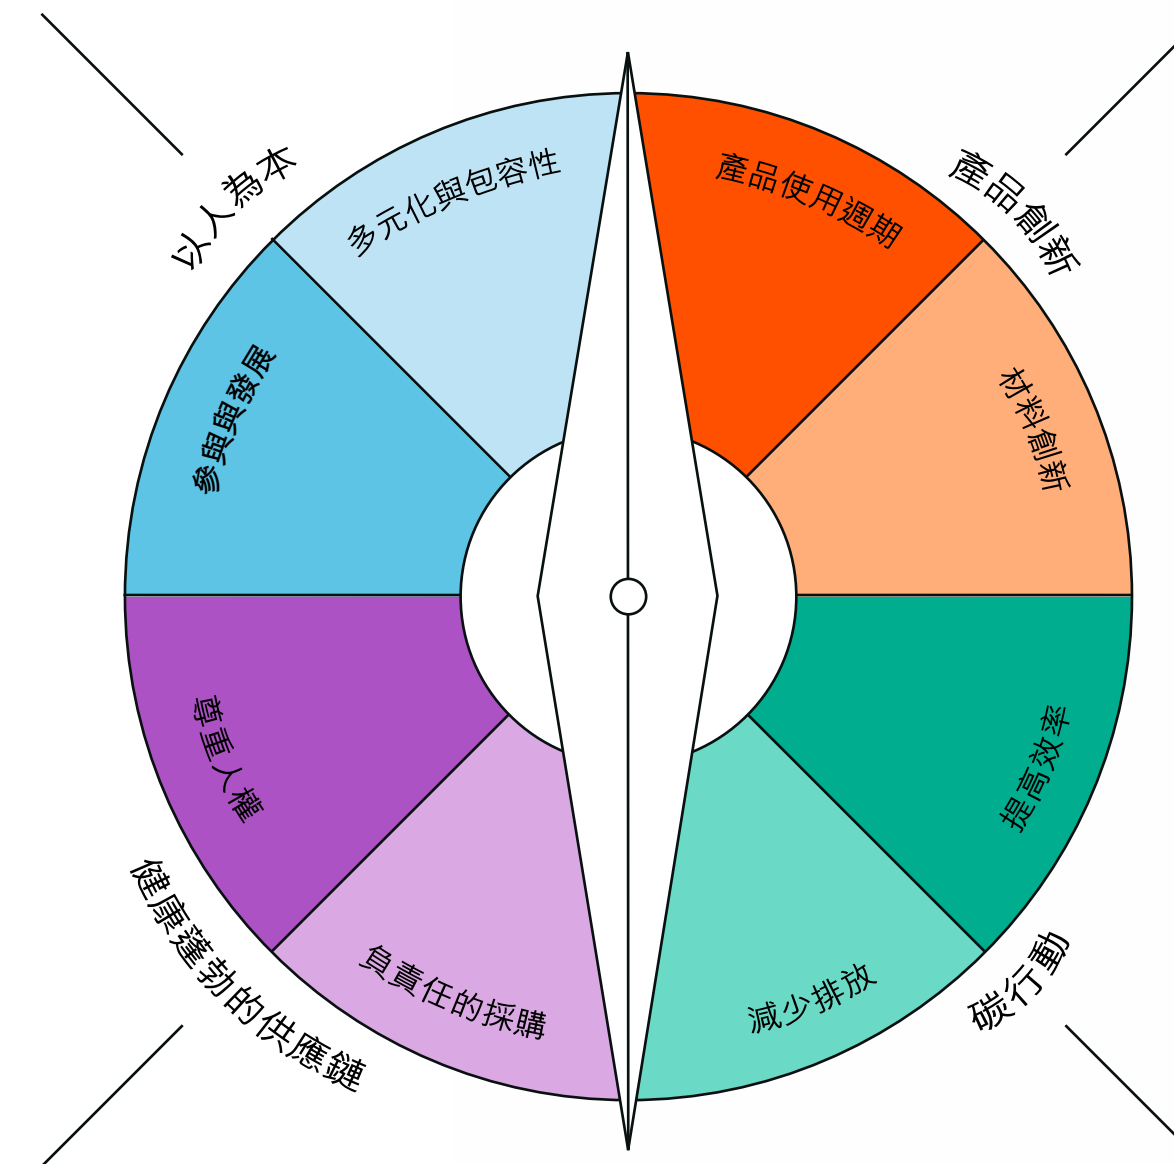 以人為本
多元化與包容性
參與與發展
產品創新
產品使用週期
材料創新
健康蓬勃的供應鏈
尊重人權
負責任的採購
碳行動
提高效率
減少排放